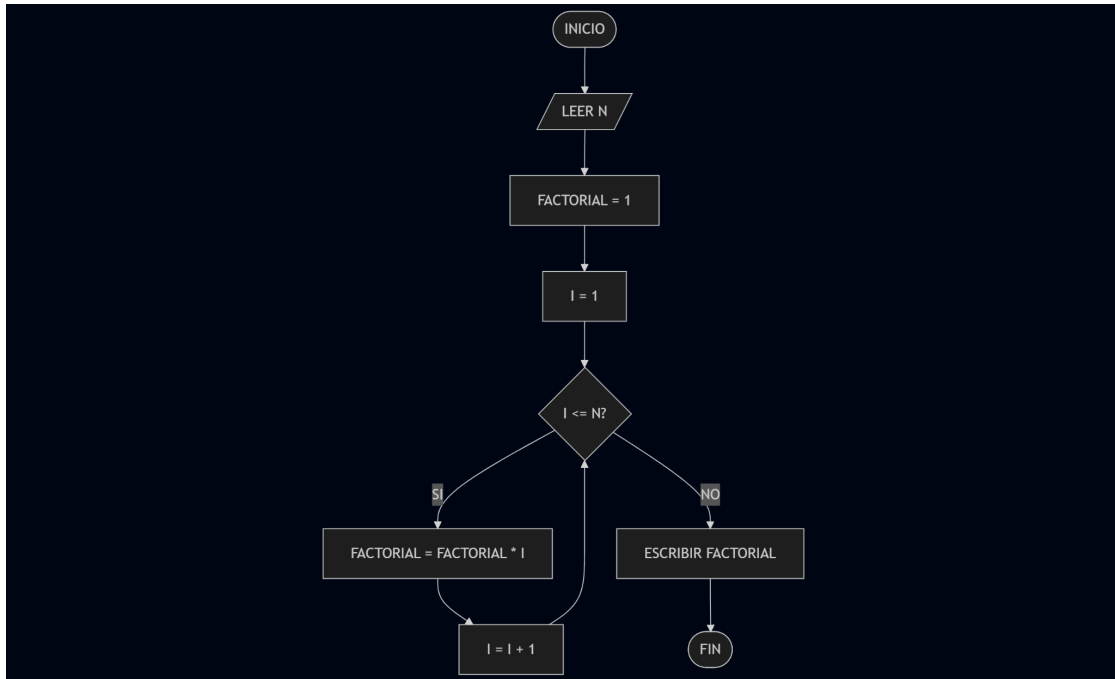 INICIO
LEER N
FACTORIAL = 1
I = 1
I <= N?
SI
NO
FACTORIAL = FACTORIAL * I
ESCRIBIR FACTORIAL
I = I + 1
FIN